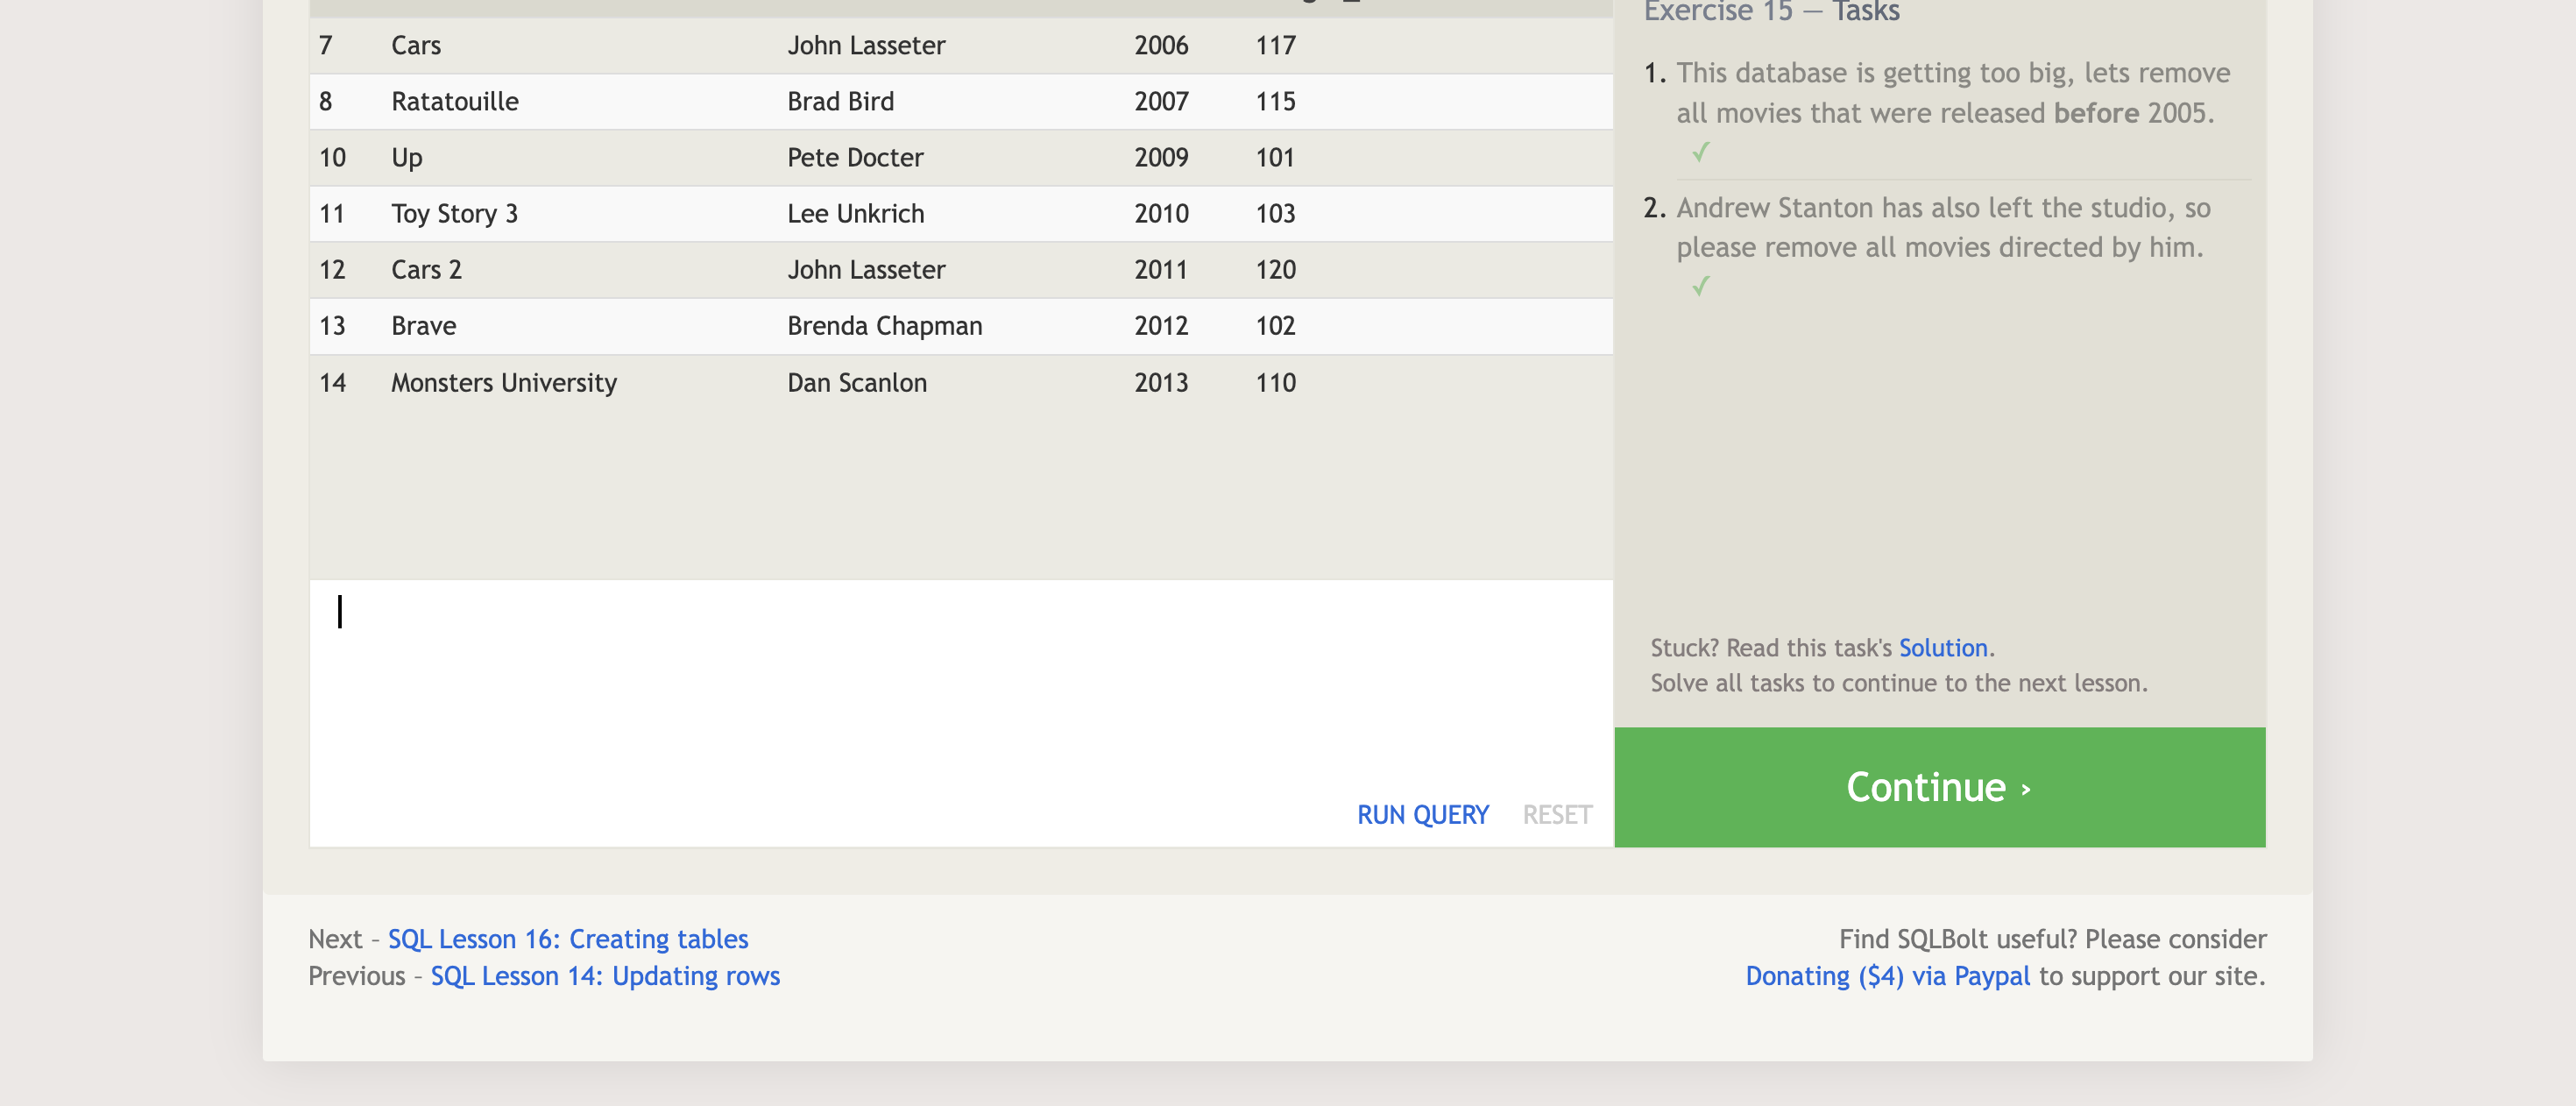 7 Cars John Lasseter 2006 117
8 Ratatouille Brad Bird 2007 115
10 Up Pete Docter 2009 101
11 Toy Story 3 Lee Unkrich 2010 103
12 Cars 2 John Lasseter 2011 120
13 Brave Brenda Chapman 2012 102
14 Monsters University Dan Scanlon 2013 110
RUN QUERY RESET
Exercise 15 — Tasks
1. This database is getting too big, lets remove
all movies that were released before 2005.
✓
2. Andrew Stanton has also left the studio, so
please remove all movies directed by him.
✓
Stuck? Read this task's Solution.
Solve all tasks to continue to the next lesson.
Continue ›
Next – SQL Lesson 16: Creating tables
Previous – SQL Lesson 14: Updating rows
Find SQLBolt useful? Please consider
Donating ($4) via Paypal to support our site.